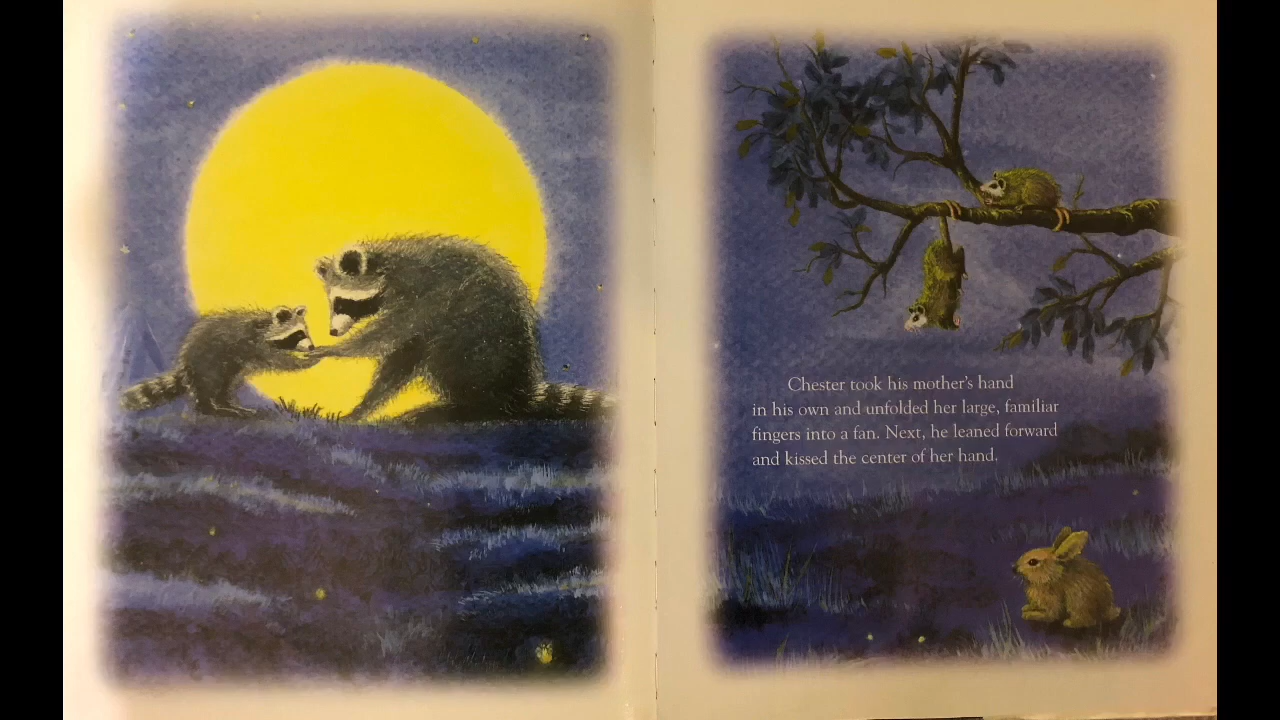 Chester took his mother's hand
in his own and unfolded her large, familiar
fingers into a fan. Next, he leaned forward
and kissed the center of her hand.